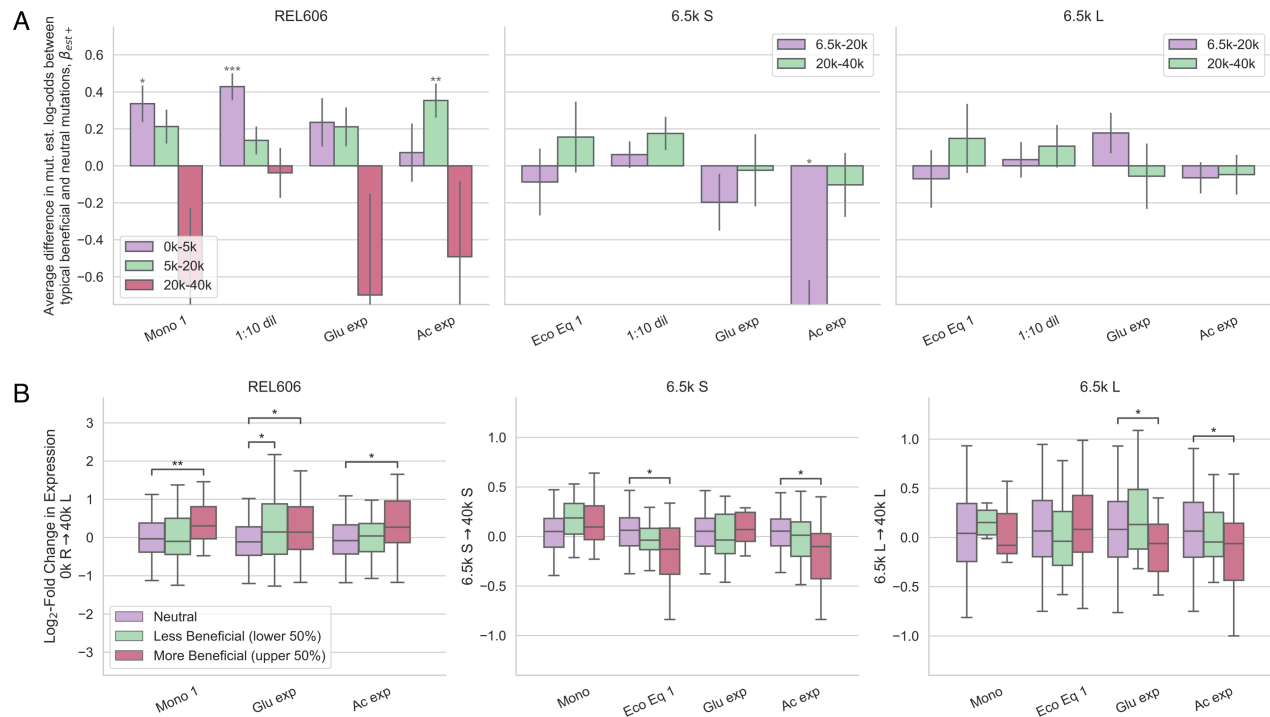 A
REL606
6.5k S
6.5k L
Average difference in mut. est. log-odds between
typical beneficial and neutral mutations, βest+
0.6
0.4
0.2
0.0
−0.2
−0.4
−0.6
*
***
**
*
0k-5k
5k-20k
20k-40k
6.5k-20k
20k-40k
6.5k-20k
20k-40k
Mono 1
1:10 dil
Glu exp
Ac exp
Eco Eq 1
1:10 dil
Glu exp
Ac exp
Eco Eq 1
1:10 dil
Glu exp
Ac exp
B
REL606
6.5k S
6.5k L
Log2-Fold Change in Expression
0k R → 40k L
3
2
1
0
−1
−2
−3
**
*
*
*
Neutral
Less Beneficial (lower 50%)
More Beneficial (upper 50%)
Mono 1
Glu exp
Ac exp
6.5k S → 40k S
1.0
0.5
0.0
−0.5
−1.0
*
*
Mono
Eco Eq 1
Glu exp
Ac exp
6.5k L → 40k L
1.0
0.5
0.0
−0.5
−1.0
*
*
Mono
Eco Eq 1
Glu exp
Ac exp